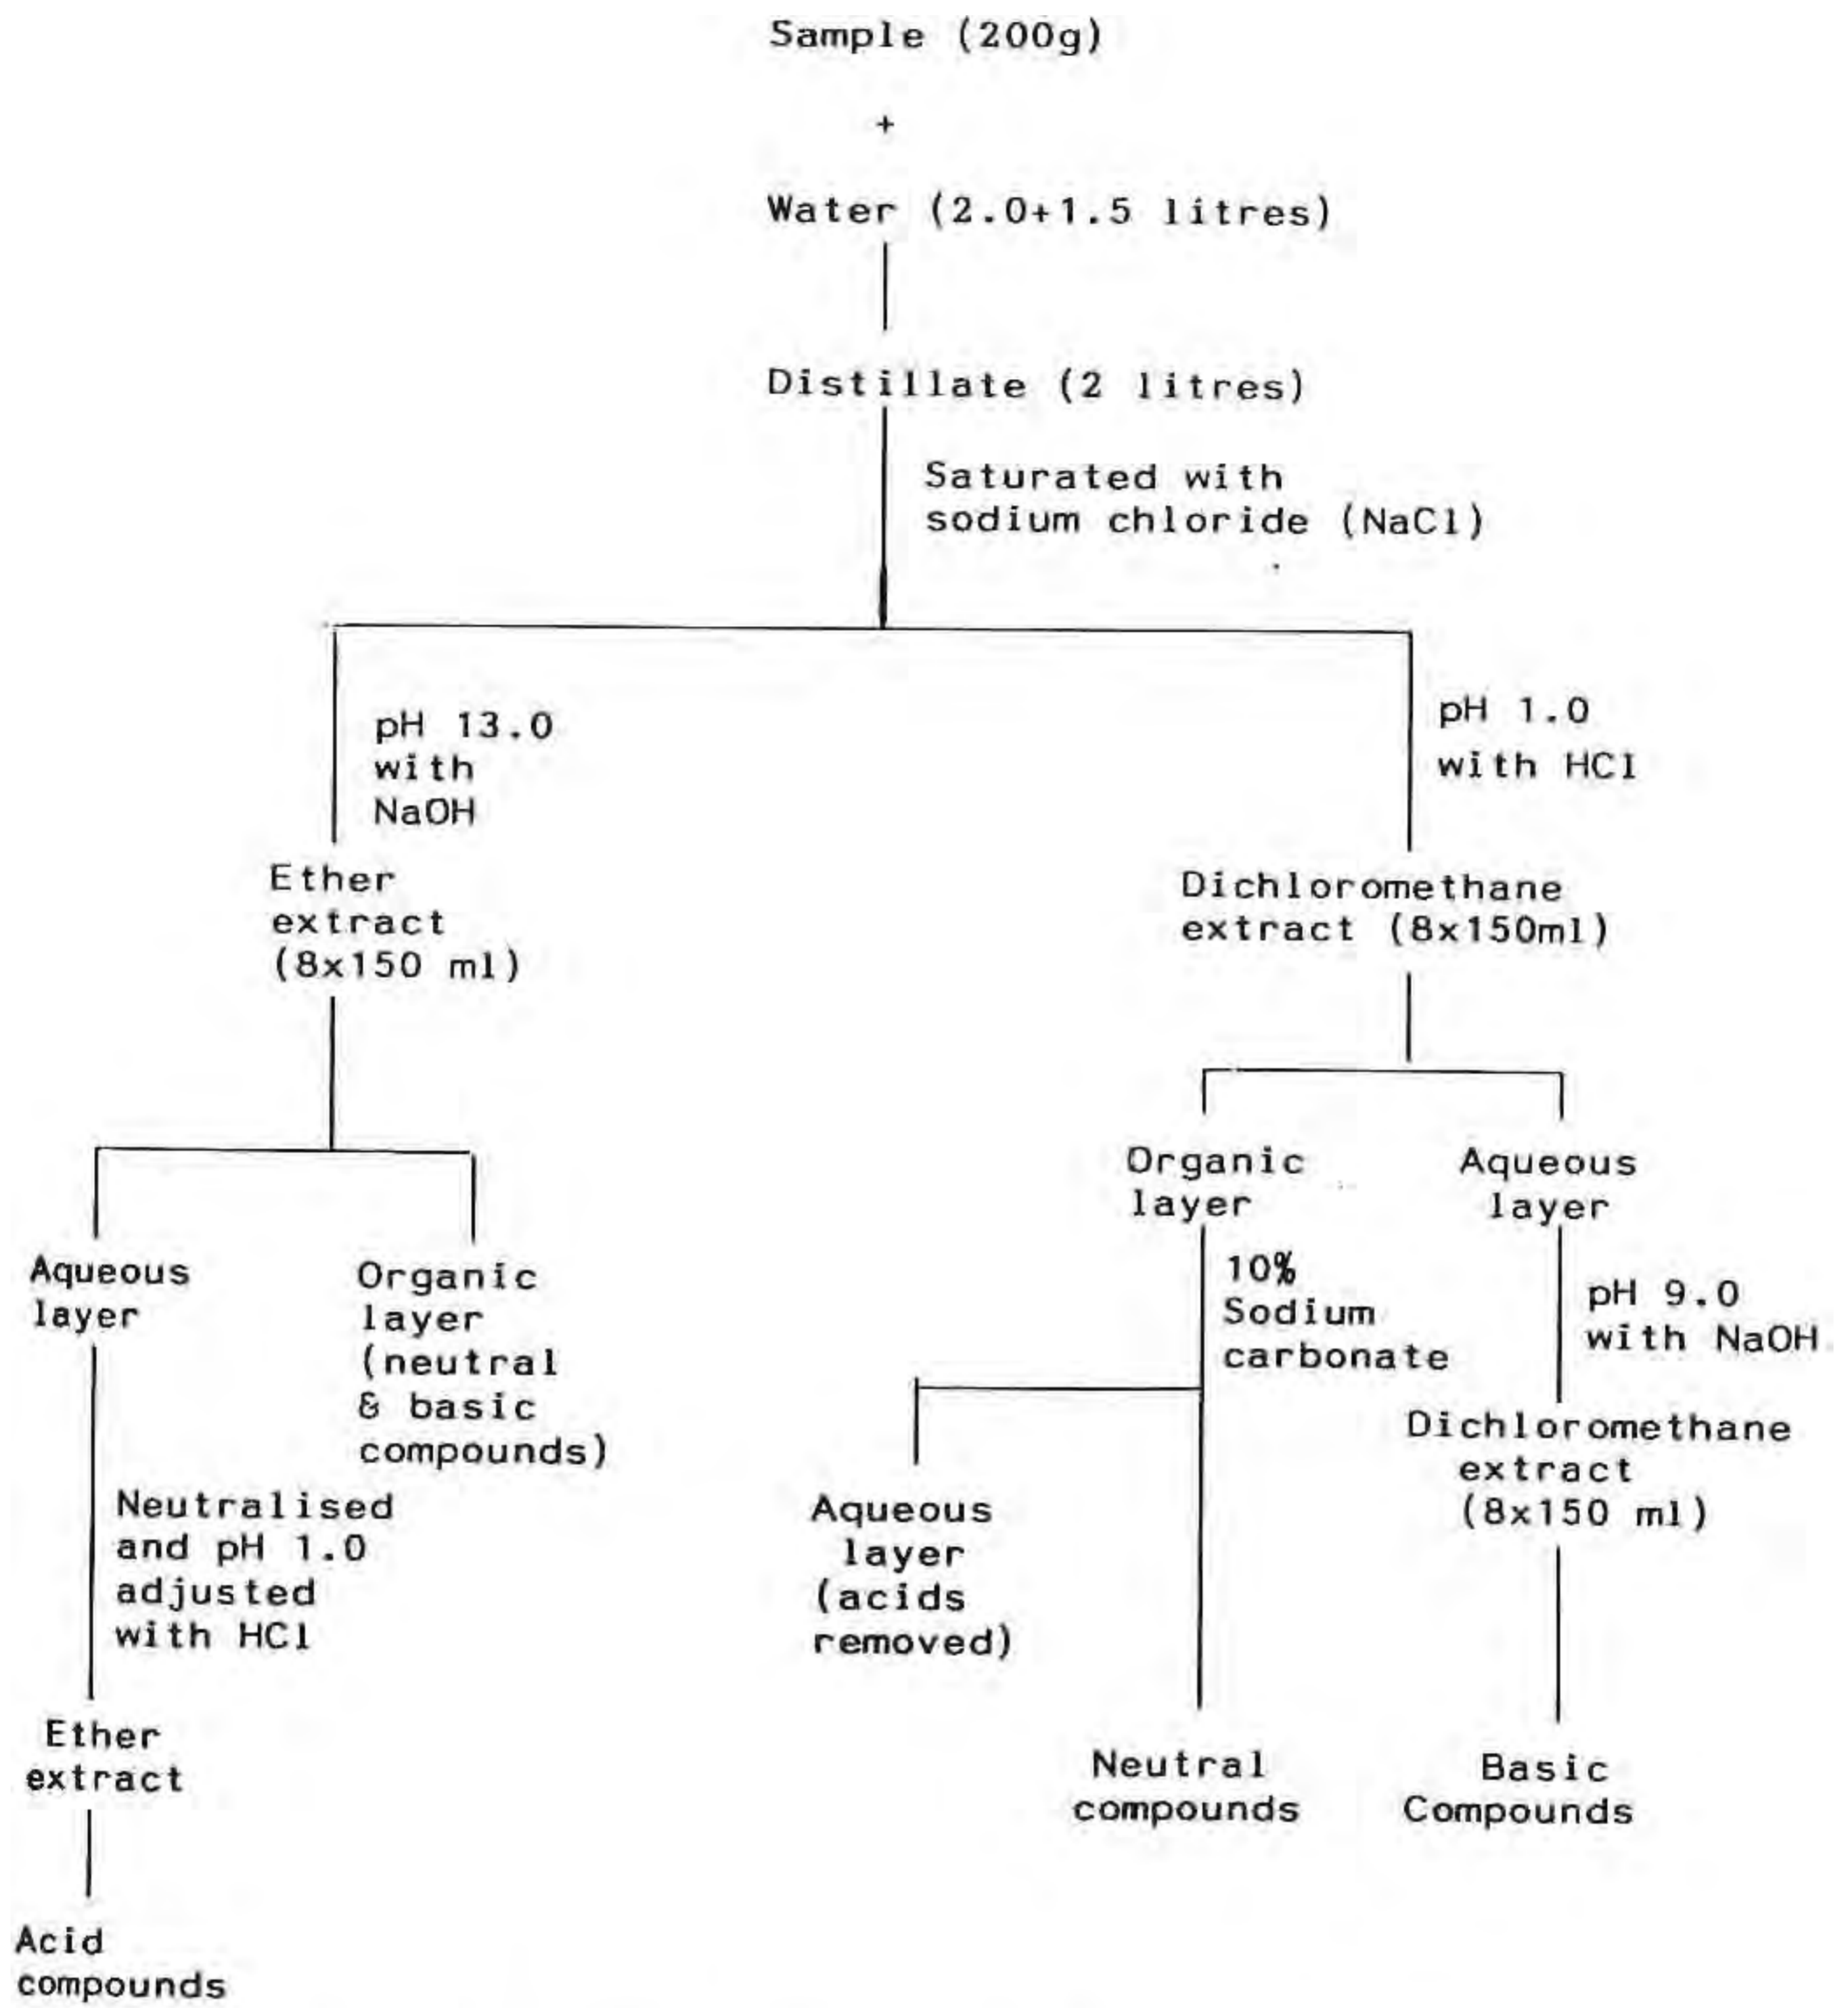 Sample (200g)
+
Water (2.0+1.5 litres)
Distillate (2 litres)
Saturated with
sodium chloride (NaCl)
pH 13.0
with
NaOH
Ether
extract
(8x150 ml)
Aqueous
layer
Organic
layer
(neutral
& basic
compounds)
Neutralised
and pH 1.0
adjusted
with HCl
Ether
extract
Acid
compounds
pH 1.0
with HCl
Dichloromethane
extract (8x150ml)
Organic
layer
10%
Sodium
carbonate
Aqueous
layer
(acids
removed)
Neutral
compounds
Aqueous
layer
pH 9.0
with NaOH
Dichloromethane
extract
(8x150 ml)
Basic
Compounds